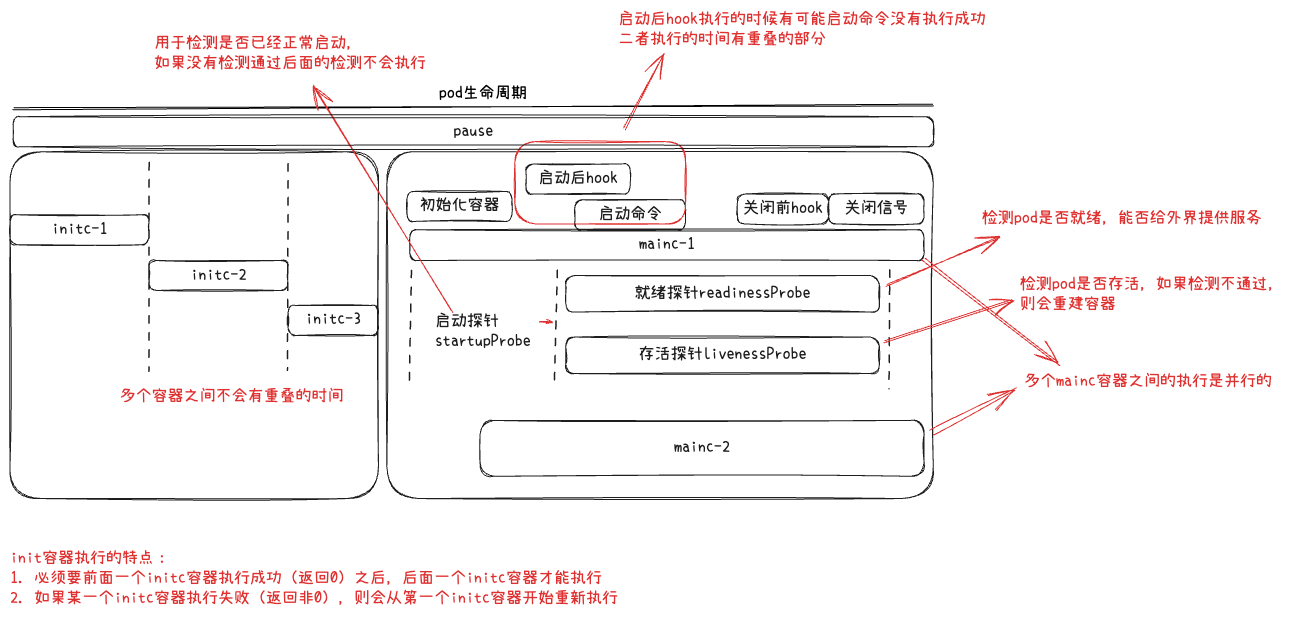 启动后hook执行的时候有可能启动命令没有执行成功
二者执行的时间有重叠的部分
用于检测是否已经正常启动,
如果没有检测通过后面的检测不会执行
pod生命周期
pause
启动后hook
初始化容器
启动命令
关闭前hook
关闭信号
initc-1
mainc-1
检测pod是否就绪, 能否给外界提供服务
initc-2
就绪探针readinessProbe
检测pod是否存活, 如果检测不通过,
则会重建容器
initc-3
启动探针
startupProbe
存活探针livenessProbe
多个容器之间不会有重叠的时间
多个mainc容器之间的执行是并行的
mainc-2
init容器执行的特点：
1. 必须要前面一个initc容器执行成功（返回0）之后, 后面一个initc容器才能执行
2. 如果某一个initc容器执行失败（返回非0）, 则会从第一个initc容器开始重新执行